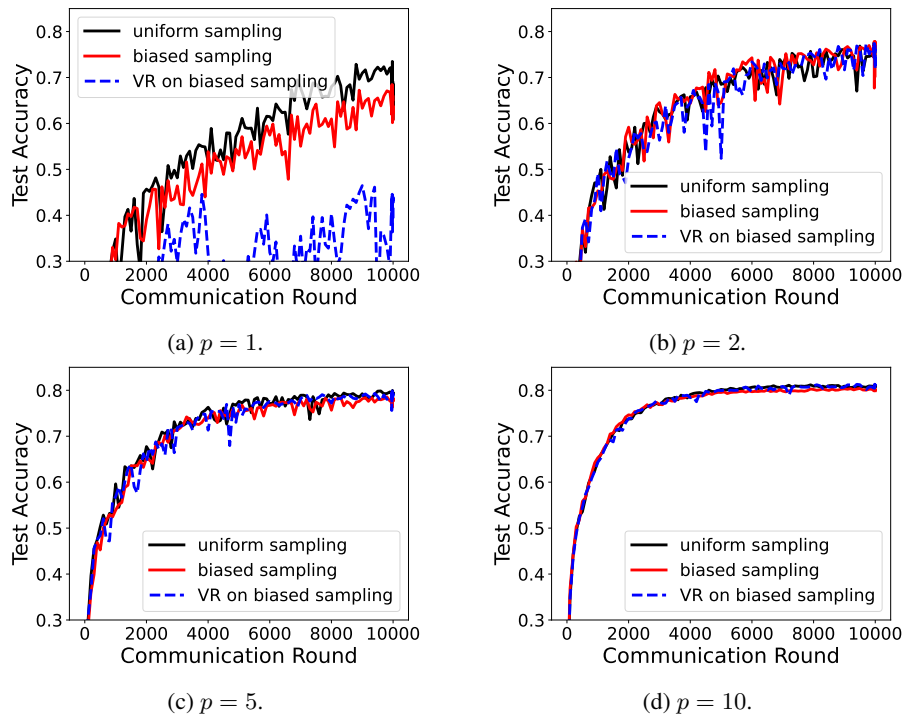 Test Accuracy
0.8
0.7
0.6
0.5
0.4
0.3
uniform sampling
biased sampling
VR on biased sampling
0 2000 4000 6000 8000 10000
Communication Round
(a) p = 1.
Test Accuracy
0.8
0.7
0.6
0.5
0.4
0.3
uniform sampling
biased sampling
VR on biased sampling
0 2000 4000 6000 8000 10000
Communication Round
(b) p = 2.
Test Accuracy
0.8
0.7
0.6
0.5
0.4
0.3
uniform sampling
biased sampling
VR on biased sampling
0 2000 4000 6000 8000 10000
Communication Round
(c) p = 5.
Test Accuracy
0.8
0.7
0.6
0.5
0.4
0.3
uniform sampling
biased sampling
VR on biased sampling
0 2000 4000 6000 8000 10000
Communication Round
(d) p = 10.